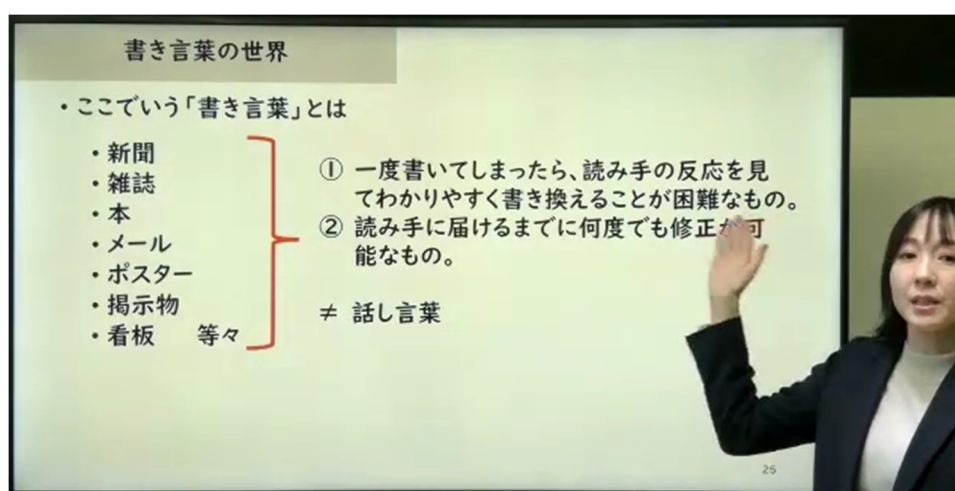 書き言葉の世界
・ここでいう「書き言葉」とは
・新聞
・雑誌
・本
・メール
・ポスター
・掲示物
・看板　　等々
① 一度書いてしまったら、読み手の反応を見
てわかりやすく書き換えることが困難なもの。
② 読み手に届けるまでに何度でも修正が可
能なもの。
≠ 話し言葉
25